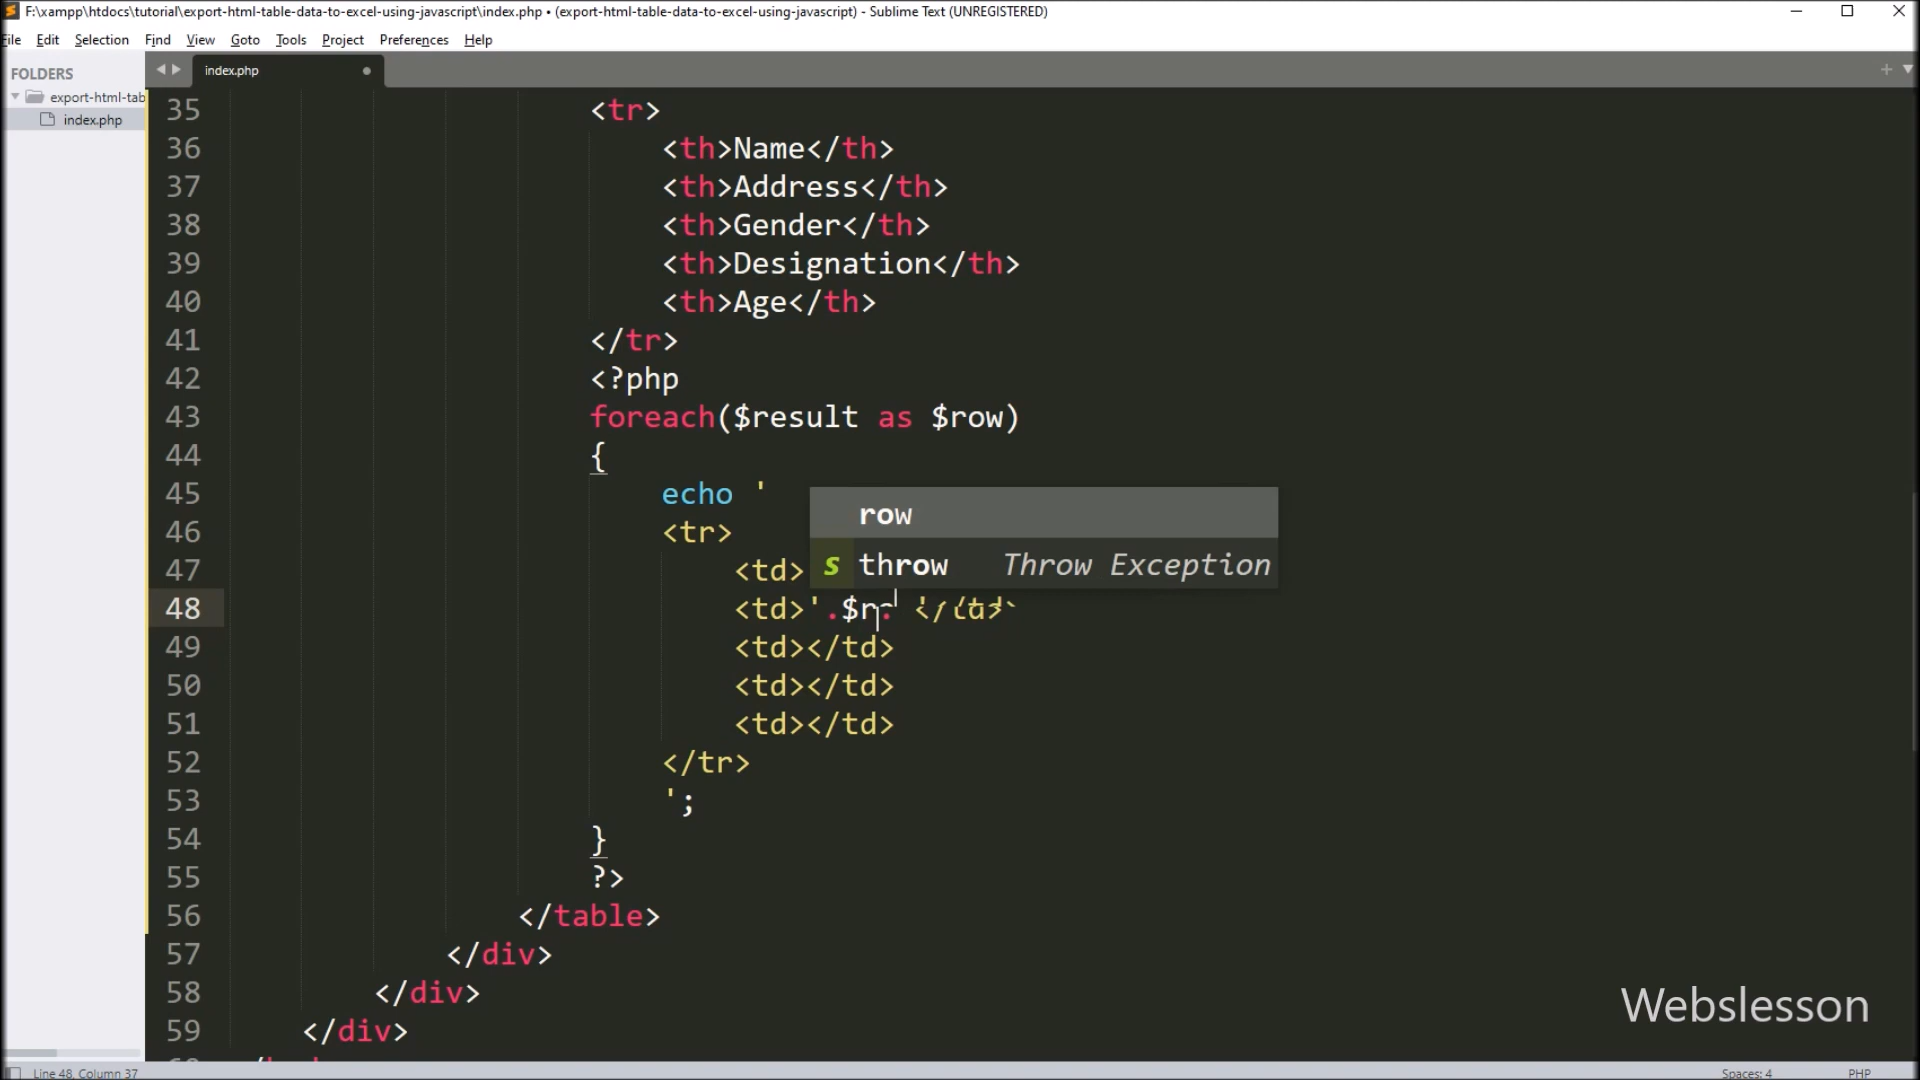 F:\xampp\htdocs\tutorial\export-html-table-data-to-excel-using-javascript\index.php • (export-html-table-data-to-excel-using-javascript) - Sublime Text (UNREGISTERED)
File Edit Selection Find View Goto Tools Project Preferences Help
FOLDERS
export-html-tab
index.php
index.php
35 <tr>
36 <th>Name</th>
37 <th>Address</th>
38 <th>Gender</th>
39 <th>Designation</th>
40 <th>Age</th>
41 </tr>
42 <?php
43 foreach($result as $row)
44 {
45 echo '
row
46 <tr>
s throw Throw Exception
47 <td>
48 <td>'.$r
49 <td></td>
50 <td></td>
51 <td></td>
52 </tr>
53 ';
54 }
55 ?>
56 </table>
57 </div>
58 </div>
59 </div>
Webslesson
Line 48, Column 37 Spaces: 4 PHP